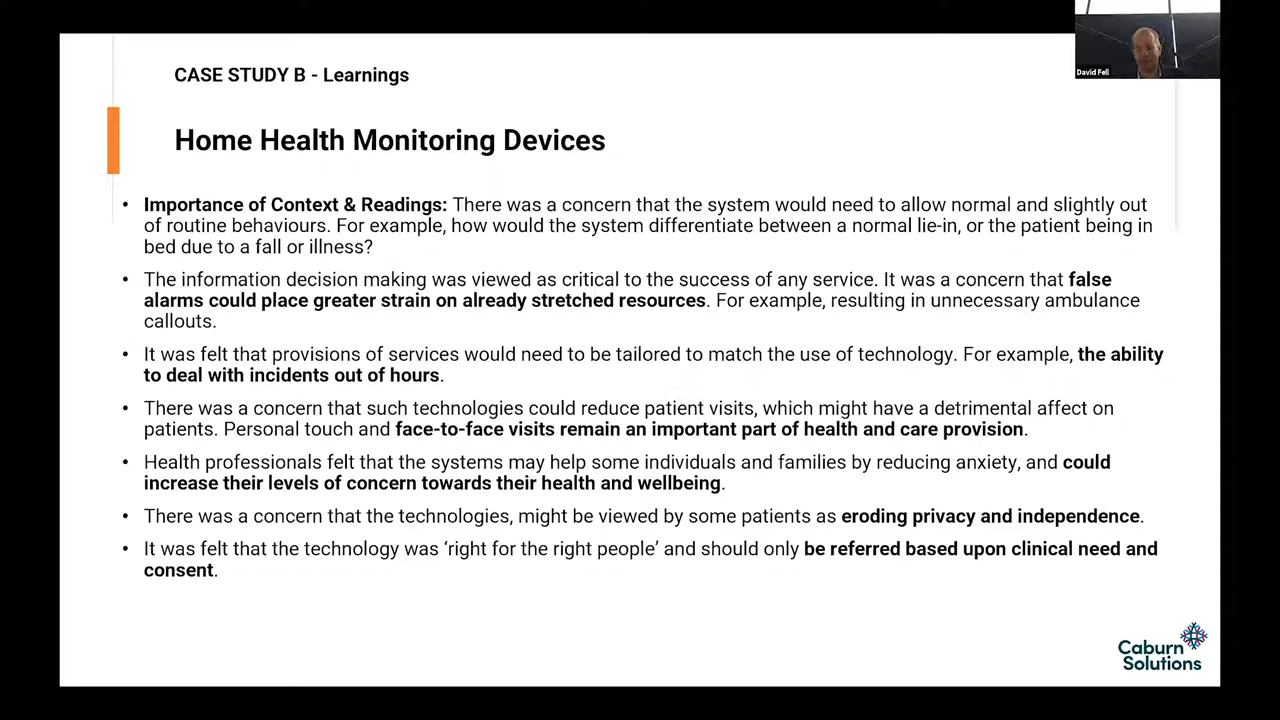 David Fell
CASE STUDY B - Learnings
Home Health Monitoring Devices
• Importance of Context & Readings: There was a concern that the system would need to allow normal and slightly out
of routine behaviours. For example, how would the system differentiate between a normal lie-in, or the patient being in
bed due to a fall or illness?
• The information decision making was viewed as critical to the success of any service. It was a concern that false
alarms could place greater strain on already stretched resources. For example, resulting in unnecessary ambulance
callouts.
• It was felt that provisions of services would need to be tailored to match the use of technology. For example, the ability
to deal with incidents out of hours.
• There was a concern that such technologies could reduce patient visits, which might have a detrimental affect on
patients. Personal touch and face-to-face visits remain an important part of health and care provision.
• Health professionals felt that the systems may help some individuals and families by reducing anxiety, and could
increase their levels of concern towards their health and wellbeing.
• There was a concern that the technologies, might be viewed by some patients as eroding privacy and independence.
• It was felt that the technology was ‘right for the right people’ and should only be referred based upon clinical need and
consent.
Caburn
Solutions